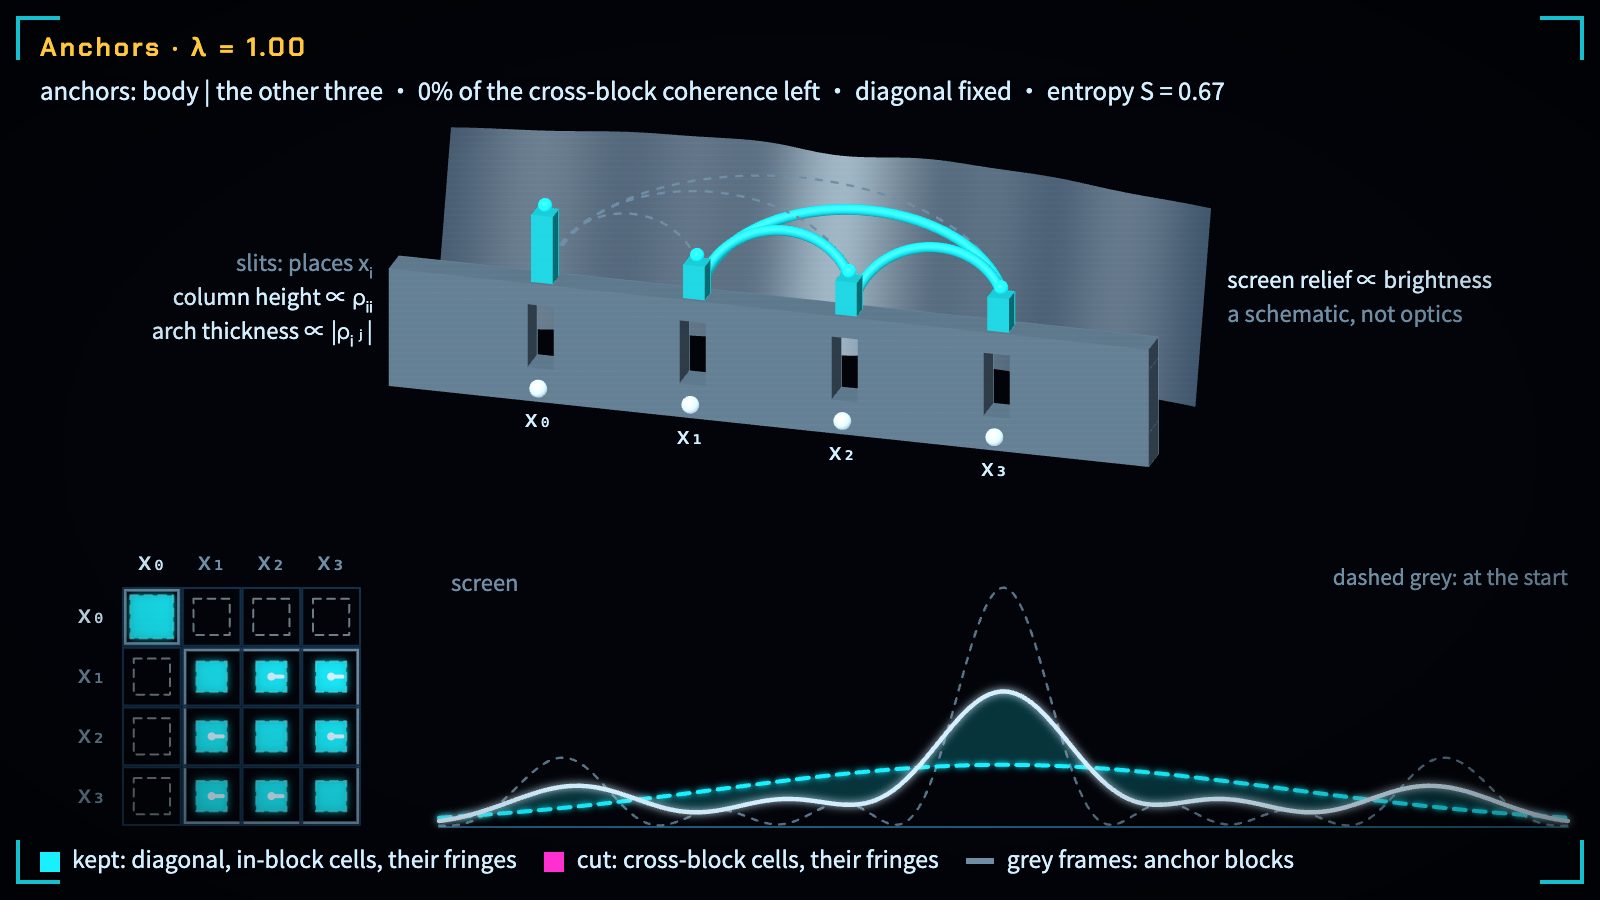 Anchors · λ = 1.00
anchors: body | the other three • 0% of the cross-block coherence left • diagonal fixed • entropy S = 0.67
slits: places xᵢ
column height ∝ ρᵢᵢ
arch thickness ∝ |ρᵢⱼ|
screen relief ∝ brightness
a schematic, not optics
X₀
X₁
X₂
X₃
X₀ X₁ X₂ X₃
X₀
X₁
X₂
X₃
screen
dashed grey: at the start
kept: diagonal, in-block cells, their fringes
cut: cross-block cells, their fringes
grey frames: anchor blocks